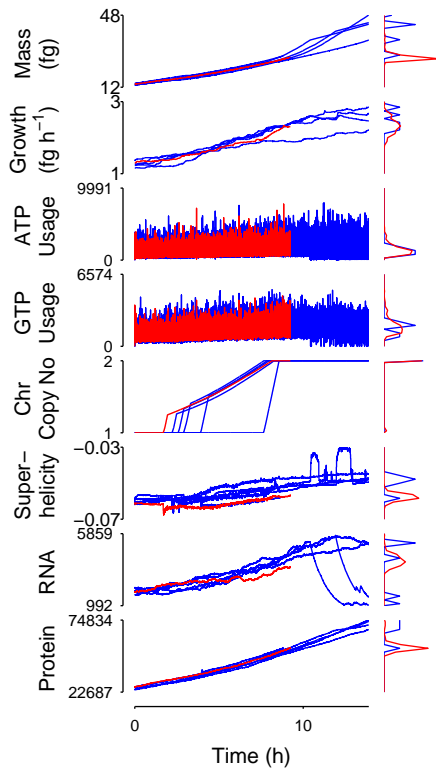 48
Mass
(fg)
12
3
Growth
(fg h−1)
1
9991
ATP
Usage
0
6574
GTP
Usage
0
2
Chr
Copy No
1
−0.03
Super−
helicity
−0.07
5859
RNA
992
74834
Protein
22687
0
10
Time (h)